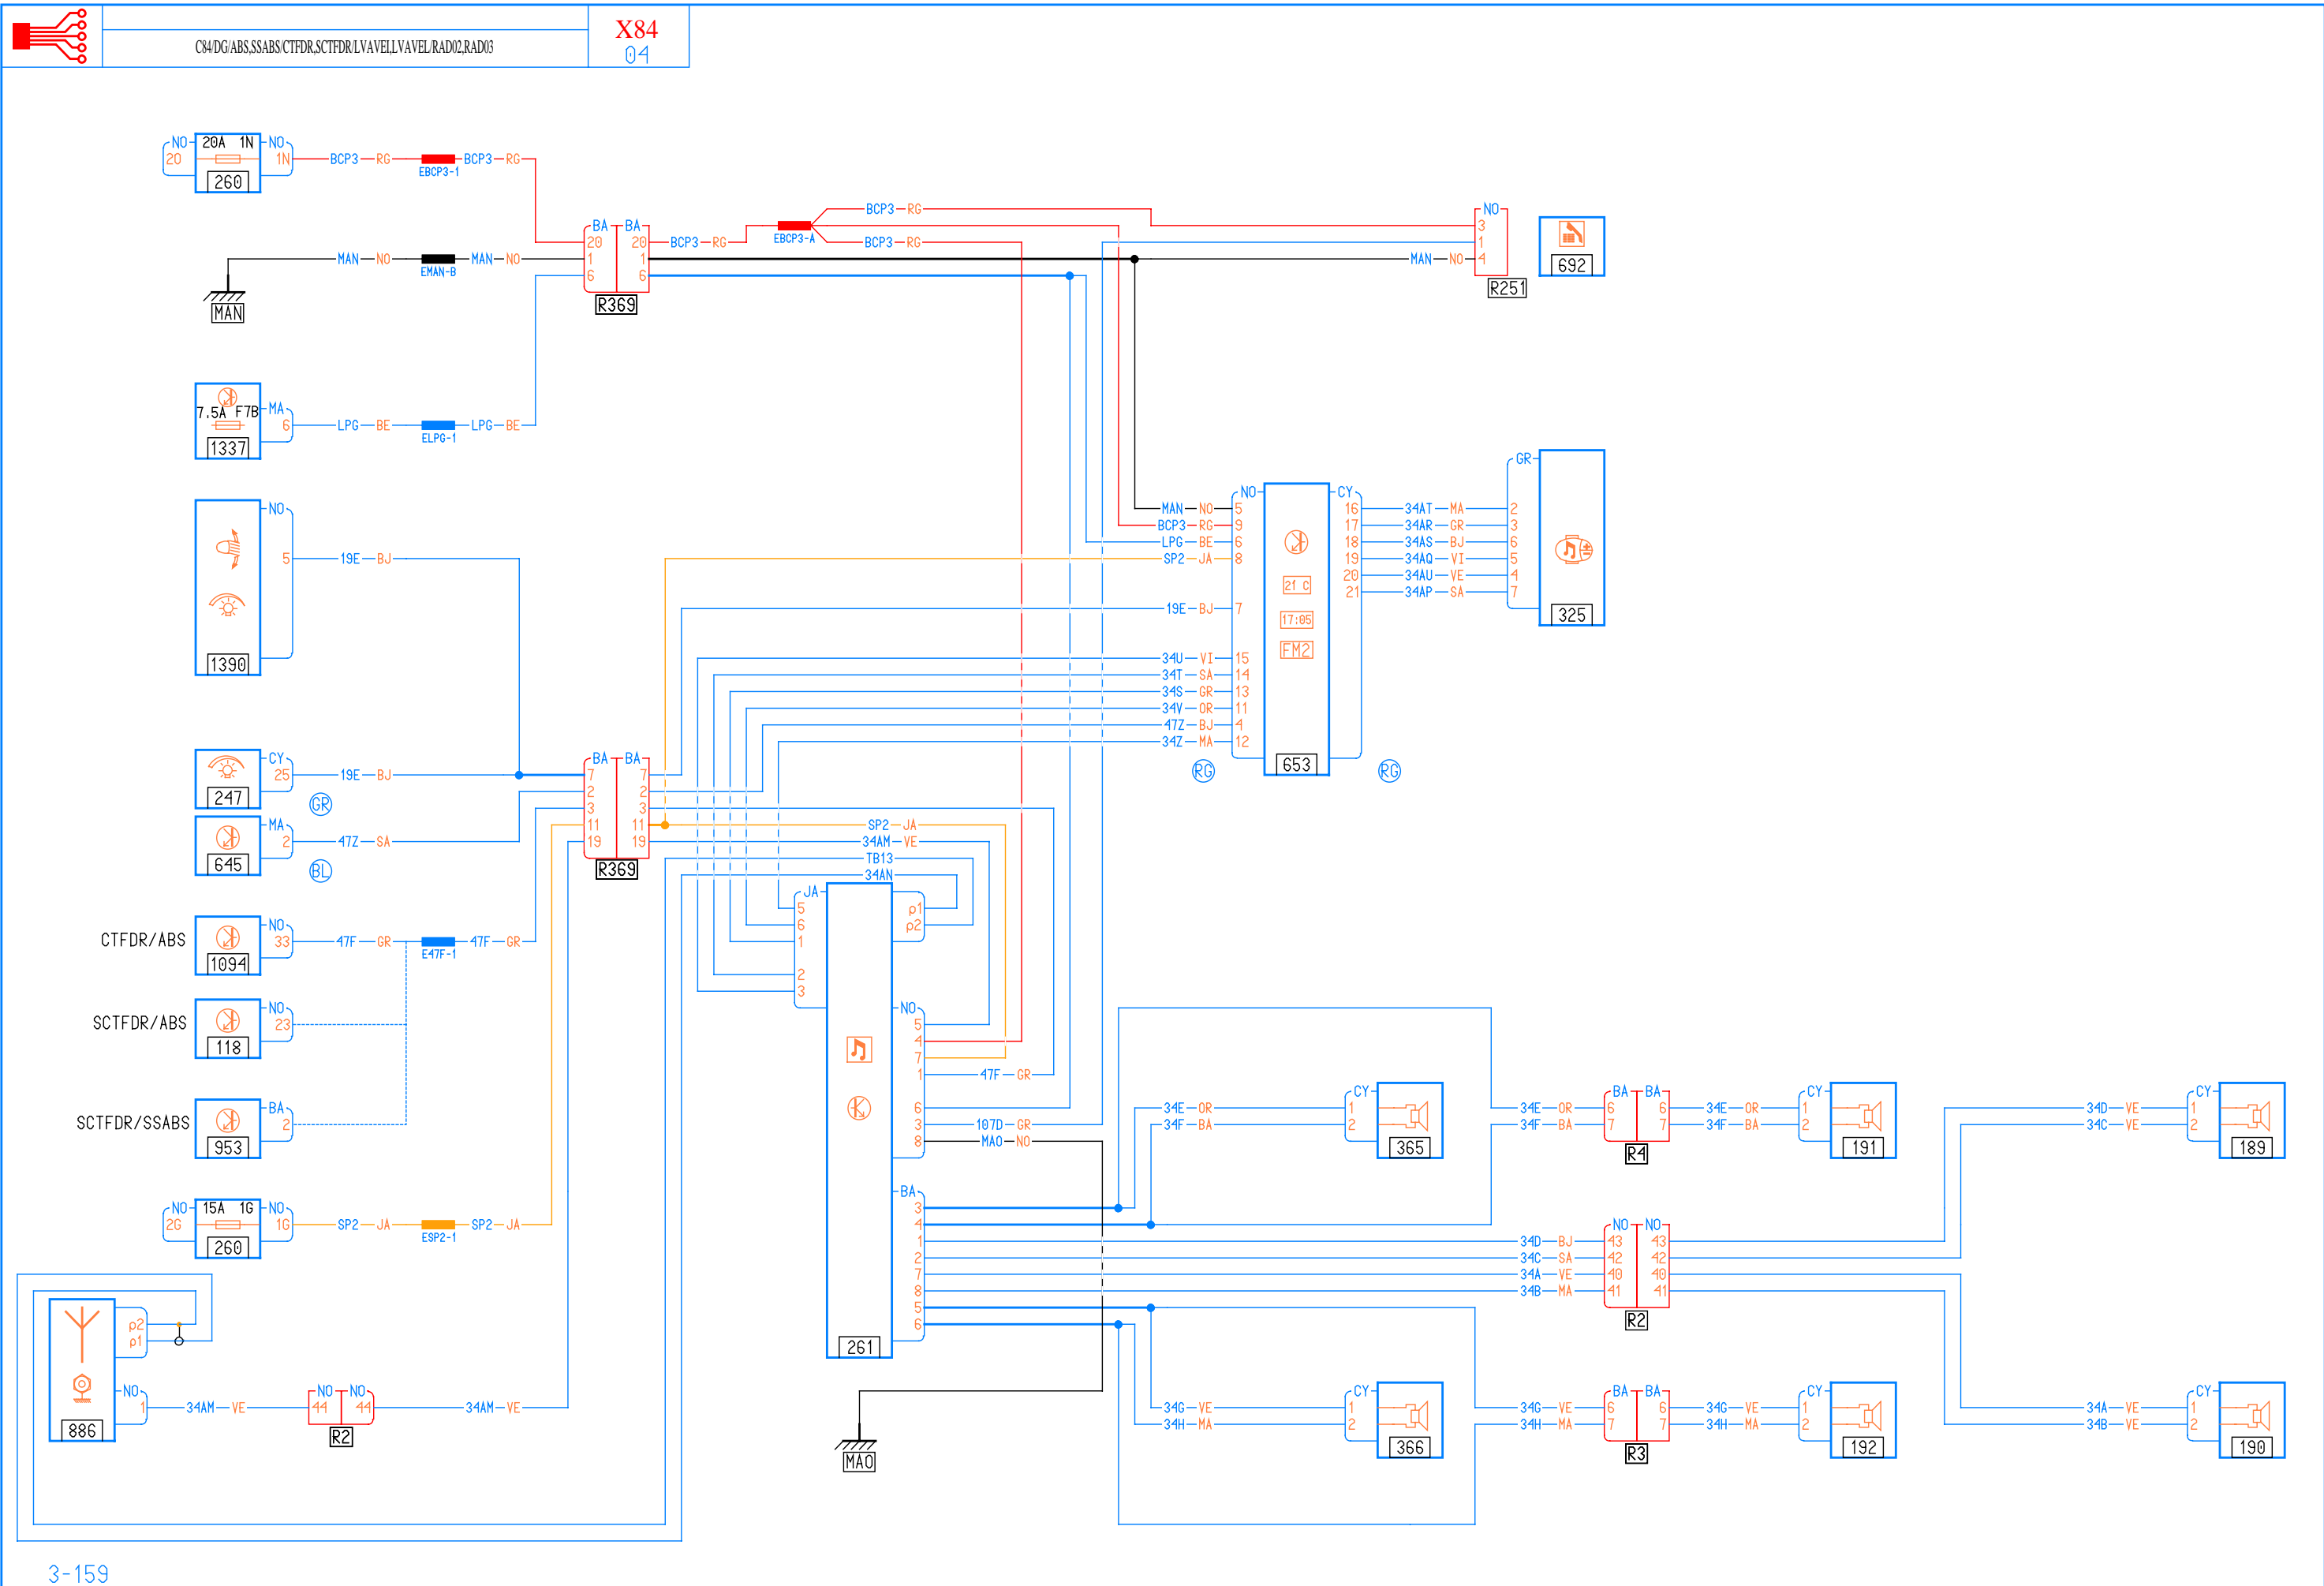 C84/DG/ABS,SSABS/CTFDR,SCTFDR/LVAVEI,LVAVEL/RAD02,RAD03
X84
04
NO 20A 1N NO
2O 1N BCP3 RG BCP3 RG
EBCP3-1
260
BCP3 RG NO
BA BA EBCP3-A 3
20 20 BCP3 RG BCP3 RG 1
MAN NO MAN NO 1 1 MAN NO 4
EMAN-B 6 6 692
R369 R251
MAN
7.5A F7B MA
6 LPG BE LPG BE
ELPG-1
1337
GR
NO NO CY
MAN NO 5 16 34AT MA 2
BCP3 RG 9 17 34AR GR 3
LPG BE 6 18 34AS BJ 6
5 19E BJ SP2 JA 8 19 34AQ VI 5
20 34AU VE 4
21 C 21 34AP SA 7
19E BJ 7 17:05 325
FM2
1390 34U VI 15
34T SA 14
34S GR 13
34V OR 11
47Z BJ 4
34Z MA 12
CY BA BA RG 653 RG
25 19E BJ 7 7
247 GR 2 2
3 3
MA 11 11 SP2 JA
2 47Z SA 19 19 34AM VE
645 BL R369 TB13
34AN
JA
NO 5 p1
CTFDR/ABS 33 47F GR 47F GR 6 p2
1094 E47F-1 1
2
3
NO NO
SCTFDR/ABS 23 5
118 4
7
1 47F GR
BA CY BA BA CY CY
SCTFDR/SSABS 2 6 1 34E OR 34E OR 6 6 34E OR 1 34D VE 1
953 3 107D GR 2 34F BA 34F BA 7 7 34F BA 2 34C VE 2
8 MAO NO 365 R4 191 189
NO 15A 1G NO BA
2G 1G SP2 JA SP2 JA 3
260 ESP2-1 4 NO NO
1 34D BJ 43 43
2 34C SA 42 42
7 34A VE 40 40
8 34B MA 41 41
p2 5 R2
p1 6
261
NO NO NO CY BA BA CY CY
1 34AM VE 44 44 34AM VE 34G VE 1 34G VE 6 6 34G VE 1 34A VE 1
886 R2 34H MA 2 34H MA 7 7 34H MA 2 34B VE 2
MAO 366 R3 192 190
3-159